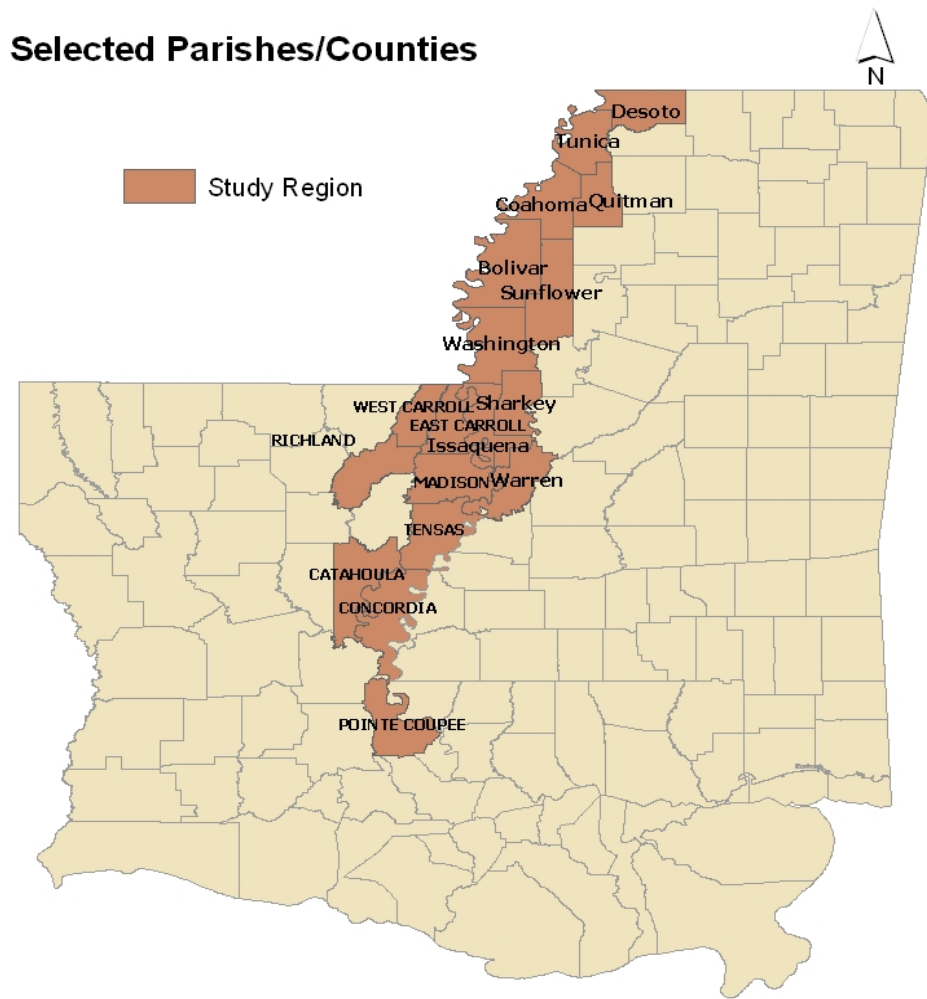 Selected Parishes/Counties
N
Desoto
Tunica
Study Region
Coahoma
Quitman
Bolivar
Sunflower
Washington
WEST CARROLL
Sharkey
EAST CARROLL
RICHLAND
Issaquena
MADISON
Warren
TENSAS
CATAHOULA
CONCORDIA
POINTE COUPEE